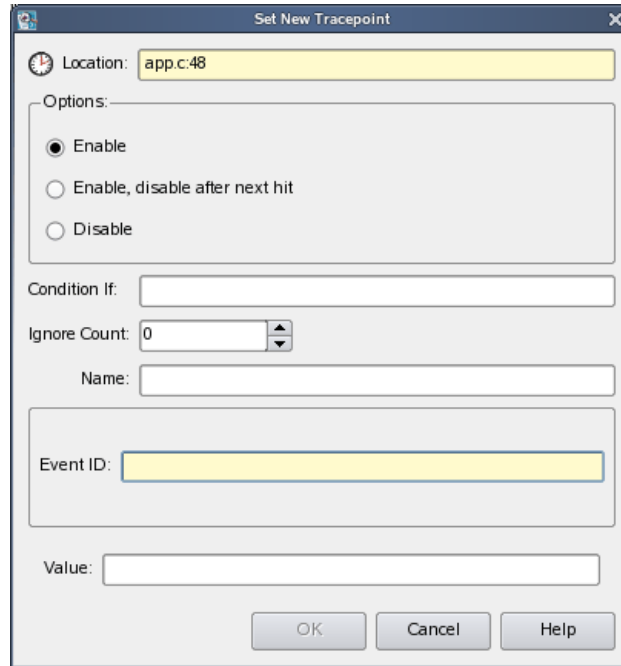 Set New Tracepoint
Location: app.c:48
Options:
Enable
Enable, disable after next hit
Disable
Condition If:
Ignore Count: 0
Name:
Event ID:
Value:
OK Cancel Help